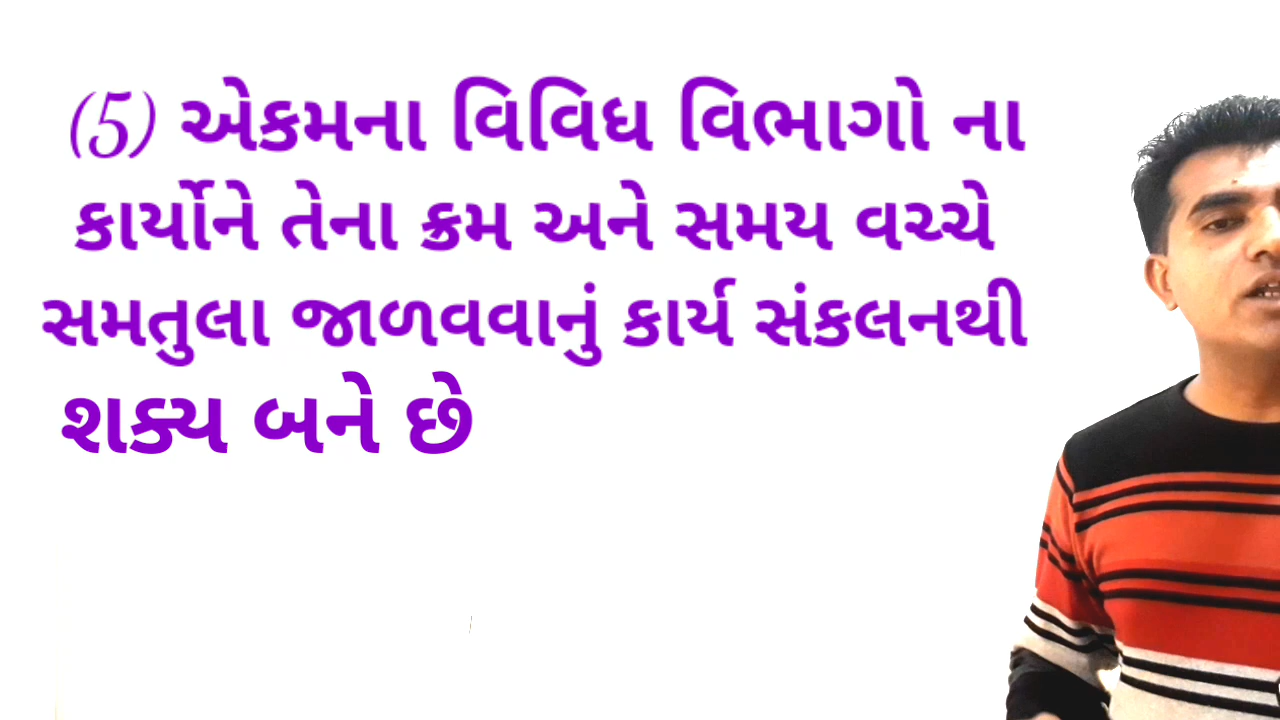 (5) એકમના વિવિધ વિભાગો ના
કાર્યોને તેના ક્રમ અને સમય વચ્ચે
સમતુલા જાળવવાનું કાર્ય સંકલનથી
શક્ય બને છે